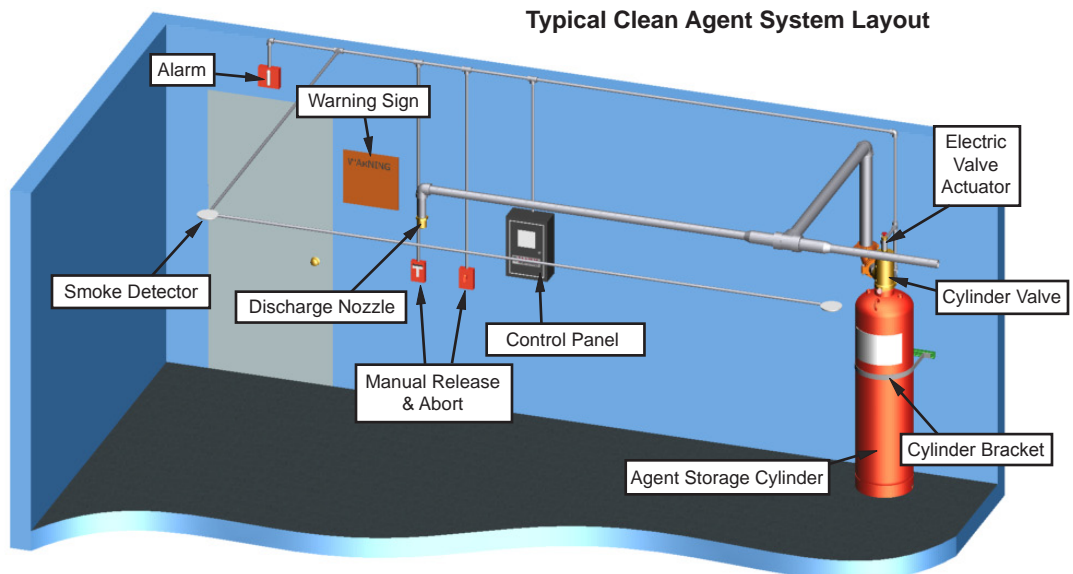 Typical Clean Agent System Layout
Alarm
Warning Sign
WARNING
Electric
Valve
Actuator
Smoke Detector
Discharge Nozzle
Control Panel
Cylinder Valve
Manual Release
& Abort
Cylinder Bracket
Agent Storage Cylinder